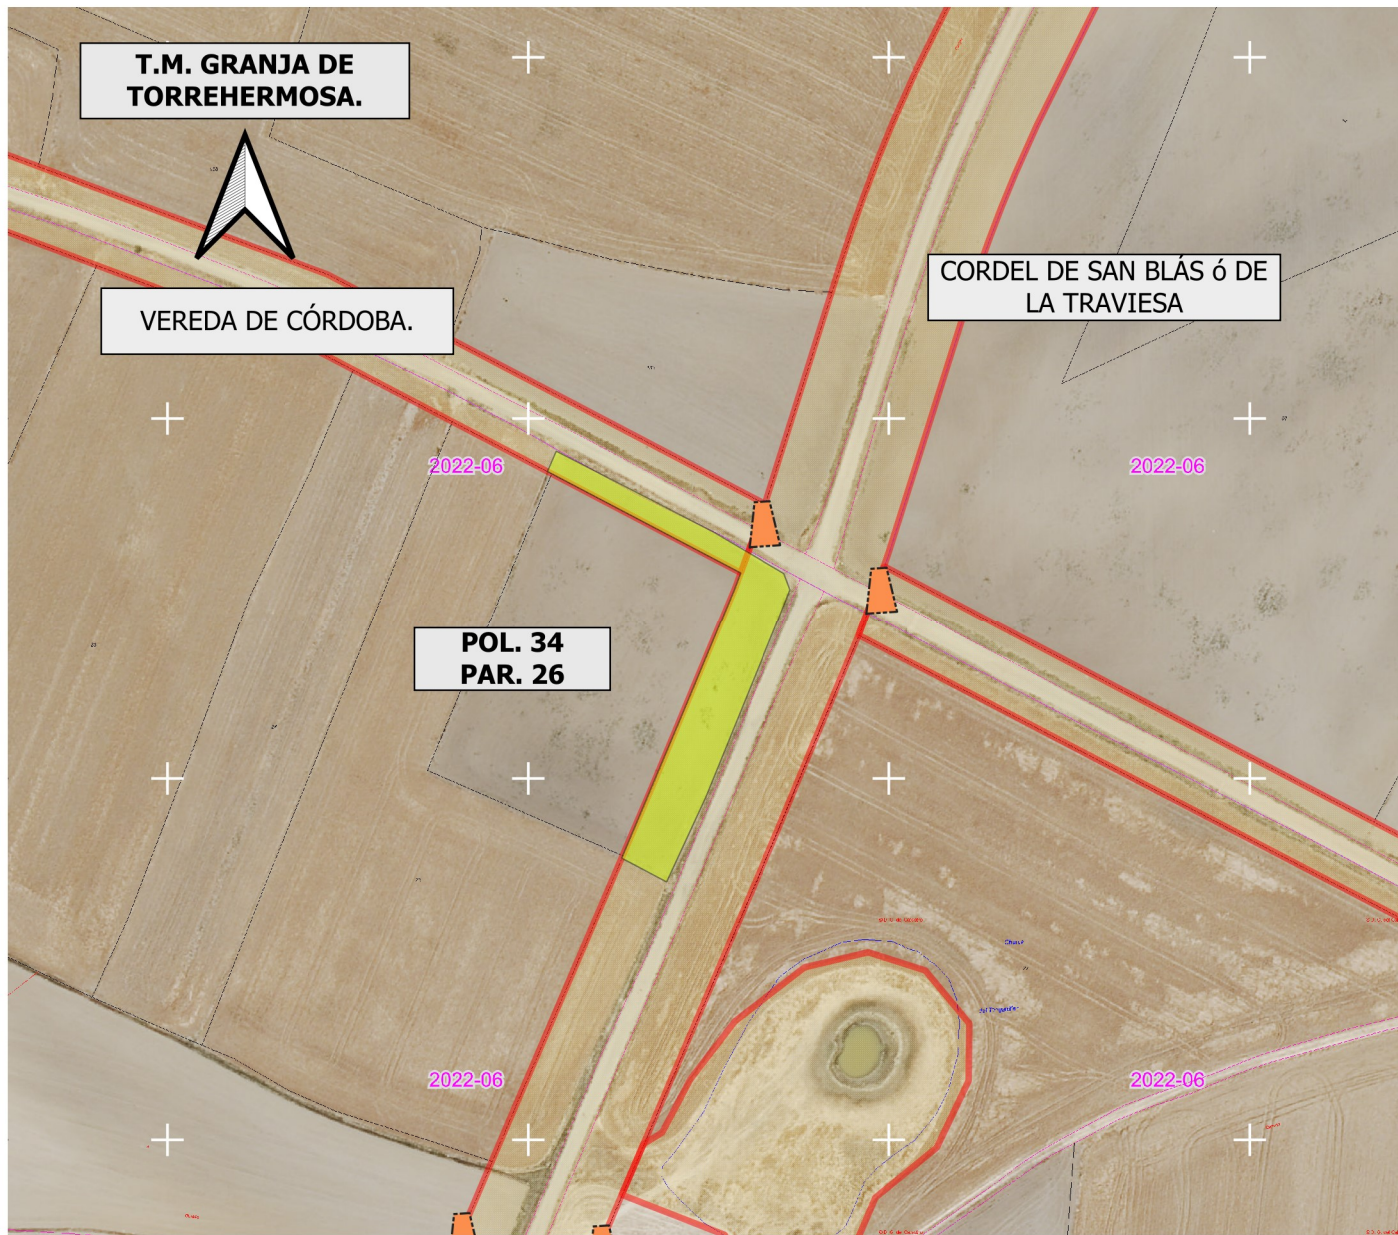 T.M. GRANJA DE
TORREHERMOSA.
VEREDA DE CÓRDOBA.
CORDEL DE SAN BLÁS ó DE
LA TRAVIESA
2022-06
2022-06
POL. 34
PAR. 26
2022-06
2022-06